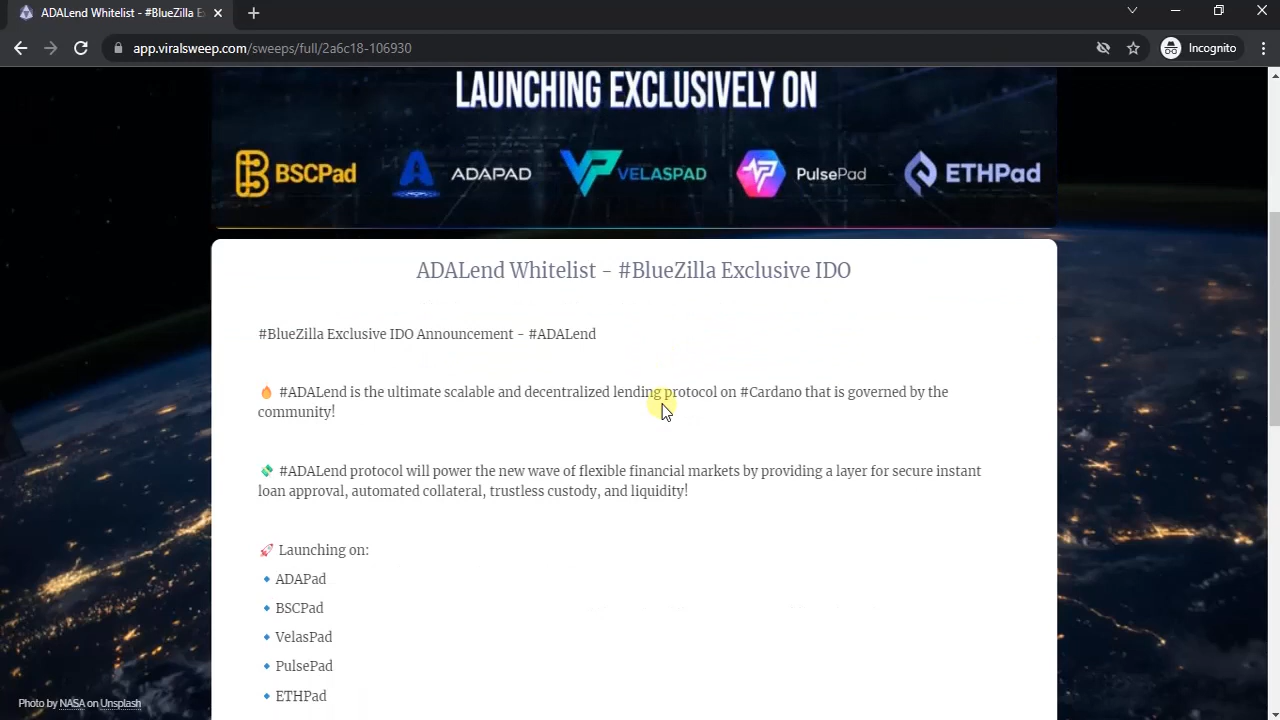 ADALend Whitelist - #BlueZilla E
app.viralsweep.com/sweeps/full/2a6c18-106930
Incognito
LAUNCHING EXCLUSIVELY ON
BSCPad
ADAPAD
VELASPAD
PulsePad
ETHPad
ADALend Whitelist - #BlueZilla Exclusive IDO
#BlueZilla Exclusive IDO Announcement - #ADALend
🔥 #ADALend is the ultimate scalable and decentralized lending protocol on #Cardano that is governed by the
community!
💸 #ADALend protocol will power the new wave of flexible financial markets by providing a layer for secure instant
loan approval, automated collateral, trustless custody, and liquidity!
🚀 Launching on:
🔹ADAPad
🔹BSCPad
🔹VelasPad
🔹PulsePad
🔹ETHPad
Photo by NASA on Unsplash